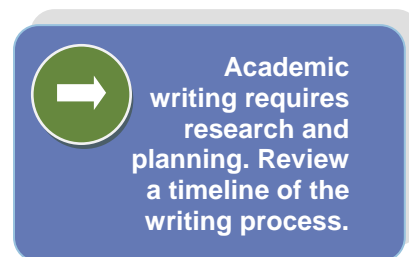 Academic
writing requires
research and
planning. Review
a timeline of the
writing process.